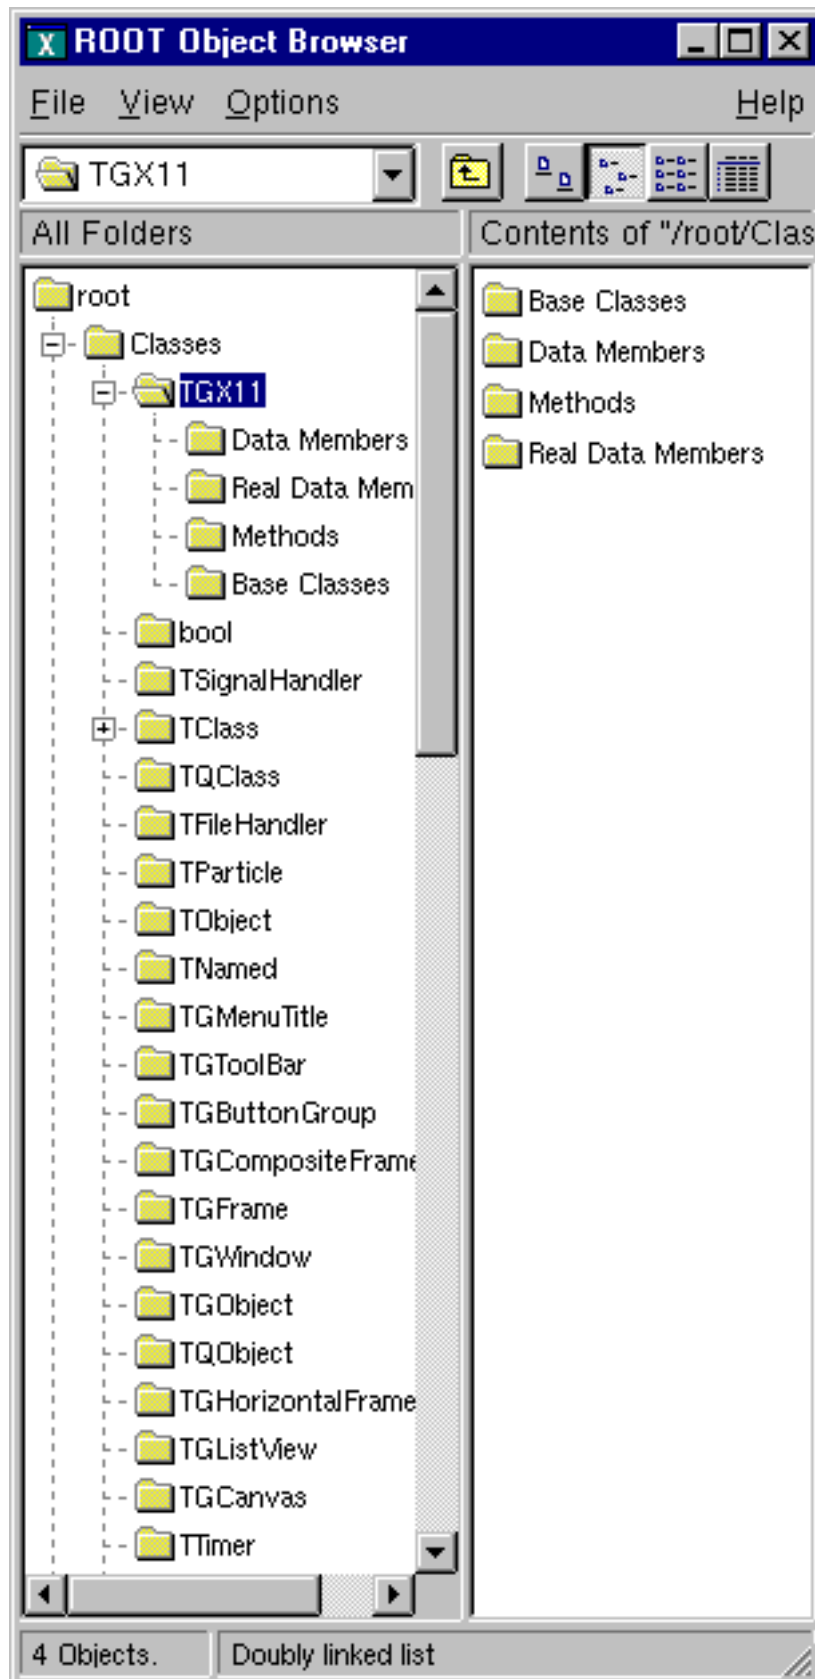 X ROOT Object Browser
File View Options Help
TGX11
All Folders
Contents of "/root/Clas
root
Classes
TGX11
Data Members
Real Data Mem
Methods
Base Classes
bool
TSignalHandler
TClass
TQClass
TFileHandler
TParticle
TObject
TNamed
TGMenuTitle
TGToolBar
TGButtonGroup
TGCompositeFrame
TGFrame
TGWindow
TGObject
TQObject
TGHorizontalFrame
TGListView
TGCanvas
TTimer
Base Classes
Data Members
Methods
Real Data Members
4 Objects.
Doubly linked list